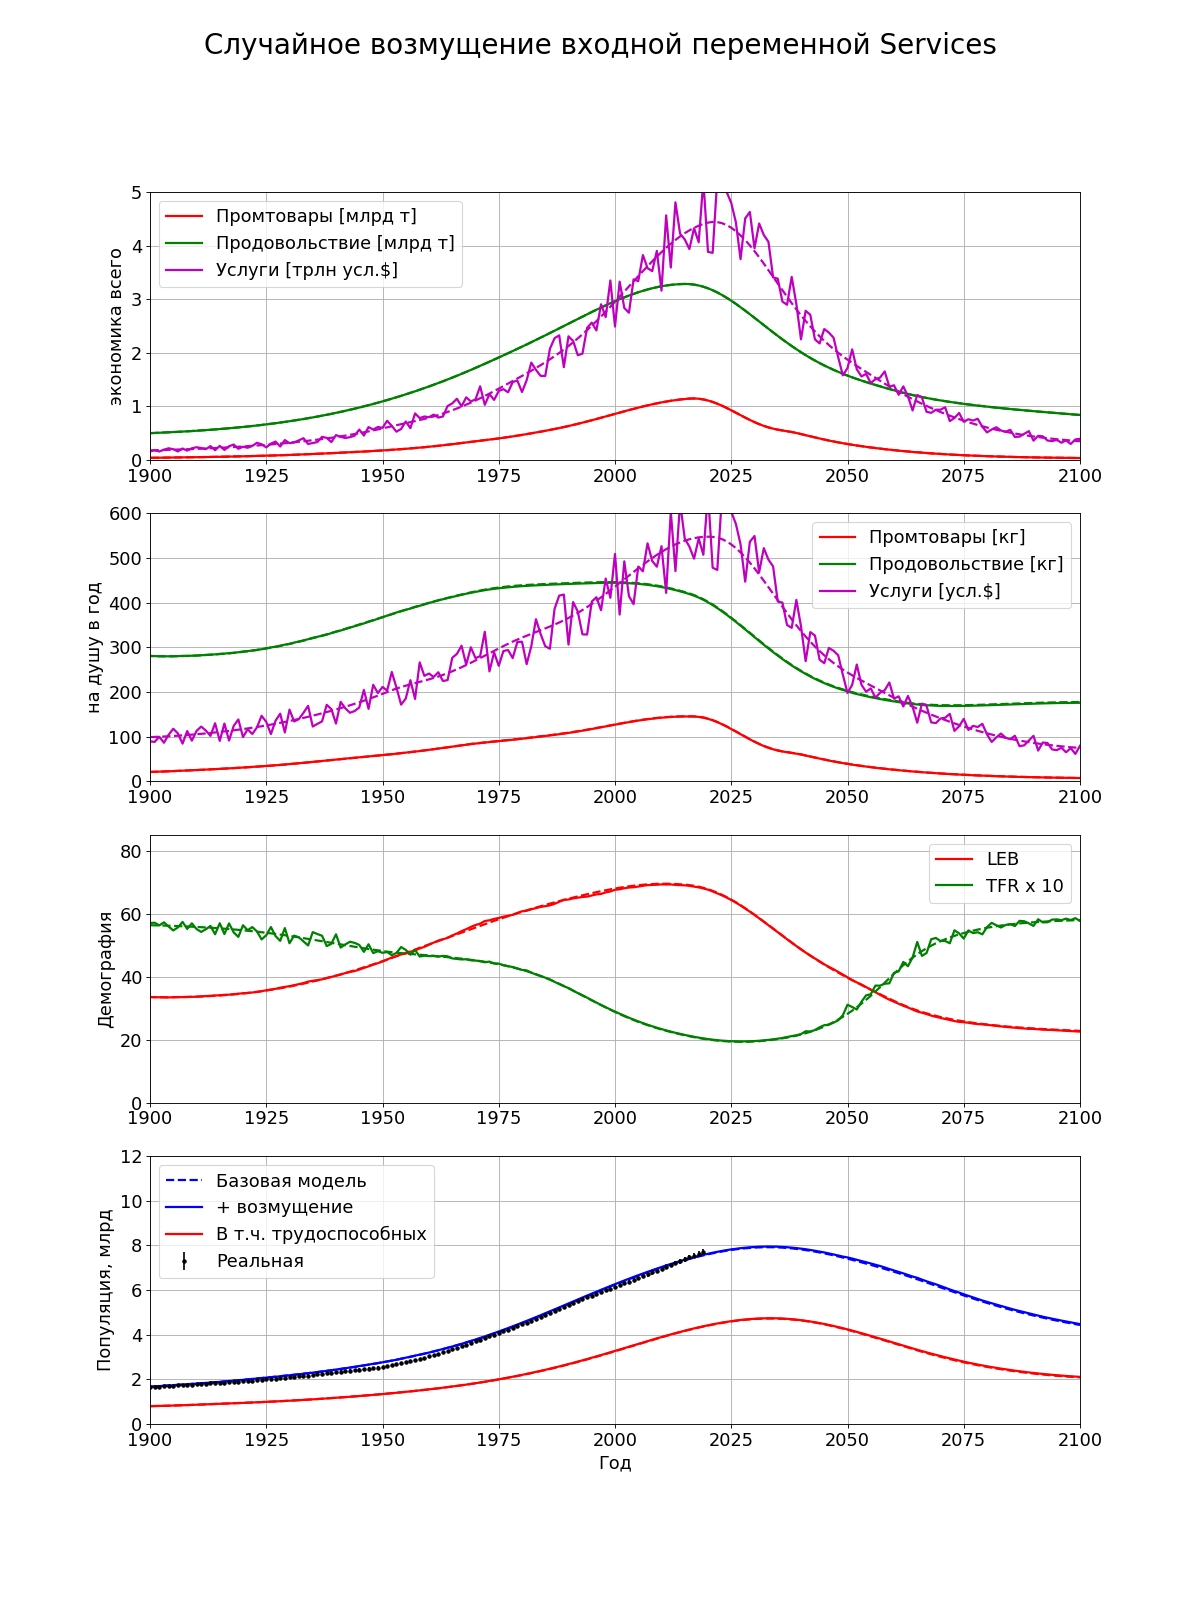 Случайное возмущение входной переменной Services
экономика всего
5
4
3
2
1
0
Промтовары [млрд т]
Продовольствие [млрд т]
Услуги [трлн усл.$]
1900 1925 1950 1975 2000 2025 2050 2075 2100
на душу в год
600
500
400
300
200
100
0
Промтовары [кг]
Продовольствие [кг]
Услуги [усл.$]
1900 1925 1950 1975 2000 2025 2050 2075 2100
Демография
80
60
40
20
0
LEB
TFR x 10
1900 1925 1950 1975 2000 2025 2050 2075 2100
Популяция, млрд
12
10
8
6
4
2
0
Базовая модель
+ возмущение
В т.ч. трудоспособных
Реальная
1900 1925 1950 1975 2000 2025 2050 2075 2100
Год